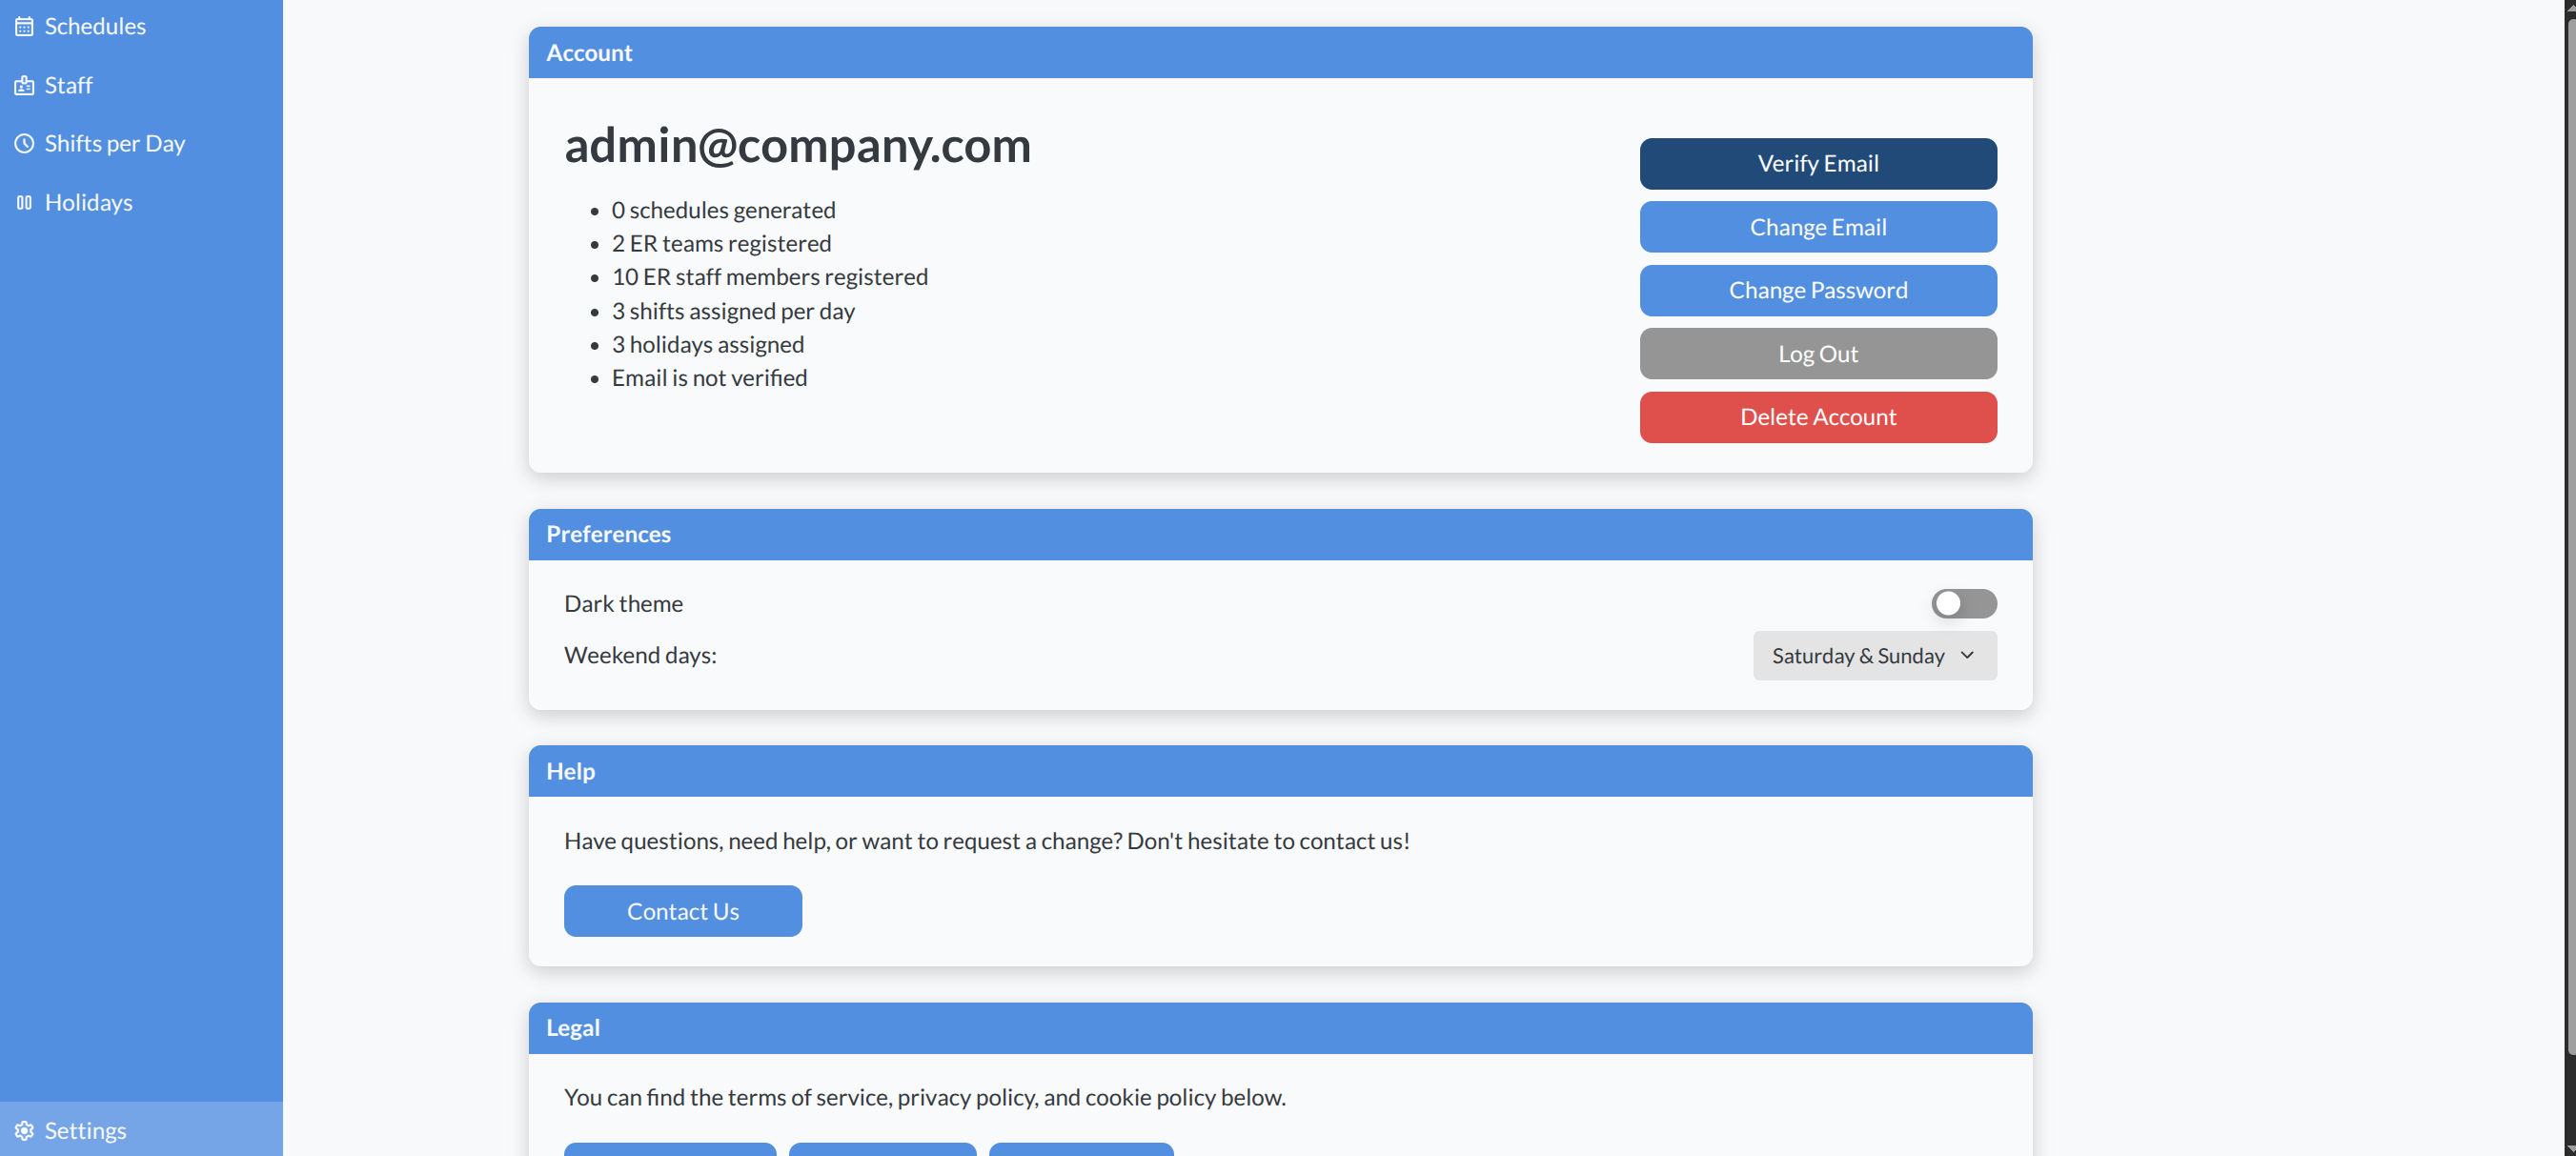 Schedules
Staff
Shifts per Day
Holidays
Settings
Account
admin@company.com
0 schedules generated
2 ER teams registered
10 ER staff members registered
3 shifts assigned per day
3 holidays assigned
Email is not verified
Verify Email
Change Email
Change Password
Log Out
Delete Account
Preferences
Dark theme
Weekend days:
Saturday & Sunday
Help
Have questions, need help, or want to request a change? Don't hesitate to contact us!
Contact Us
Legal
You can find the terms of service, privacy policy, and cookie policy below.